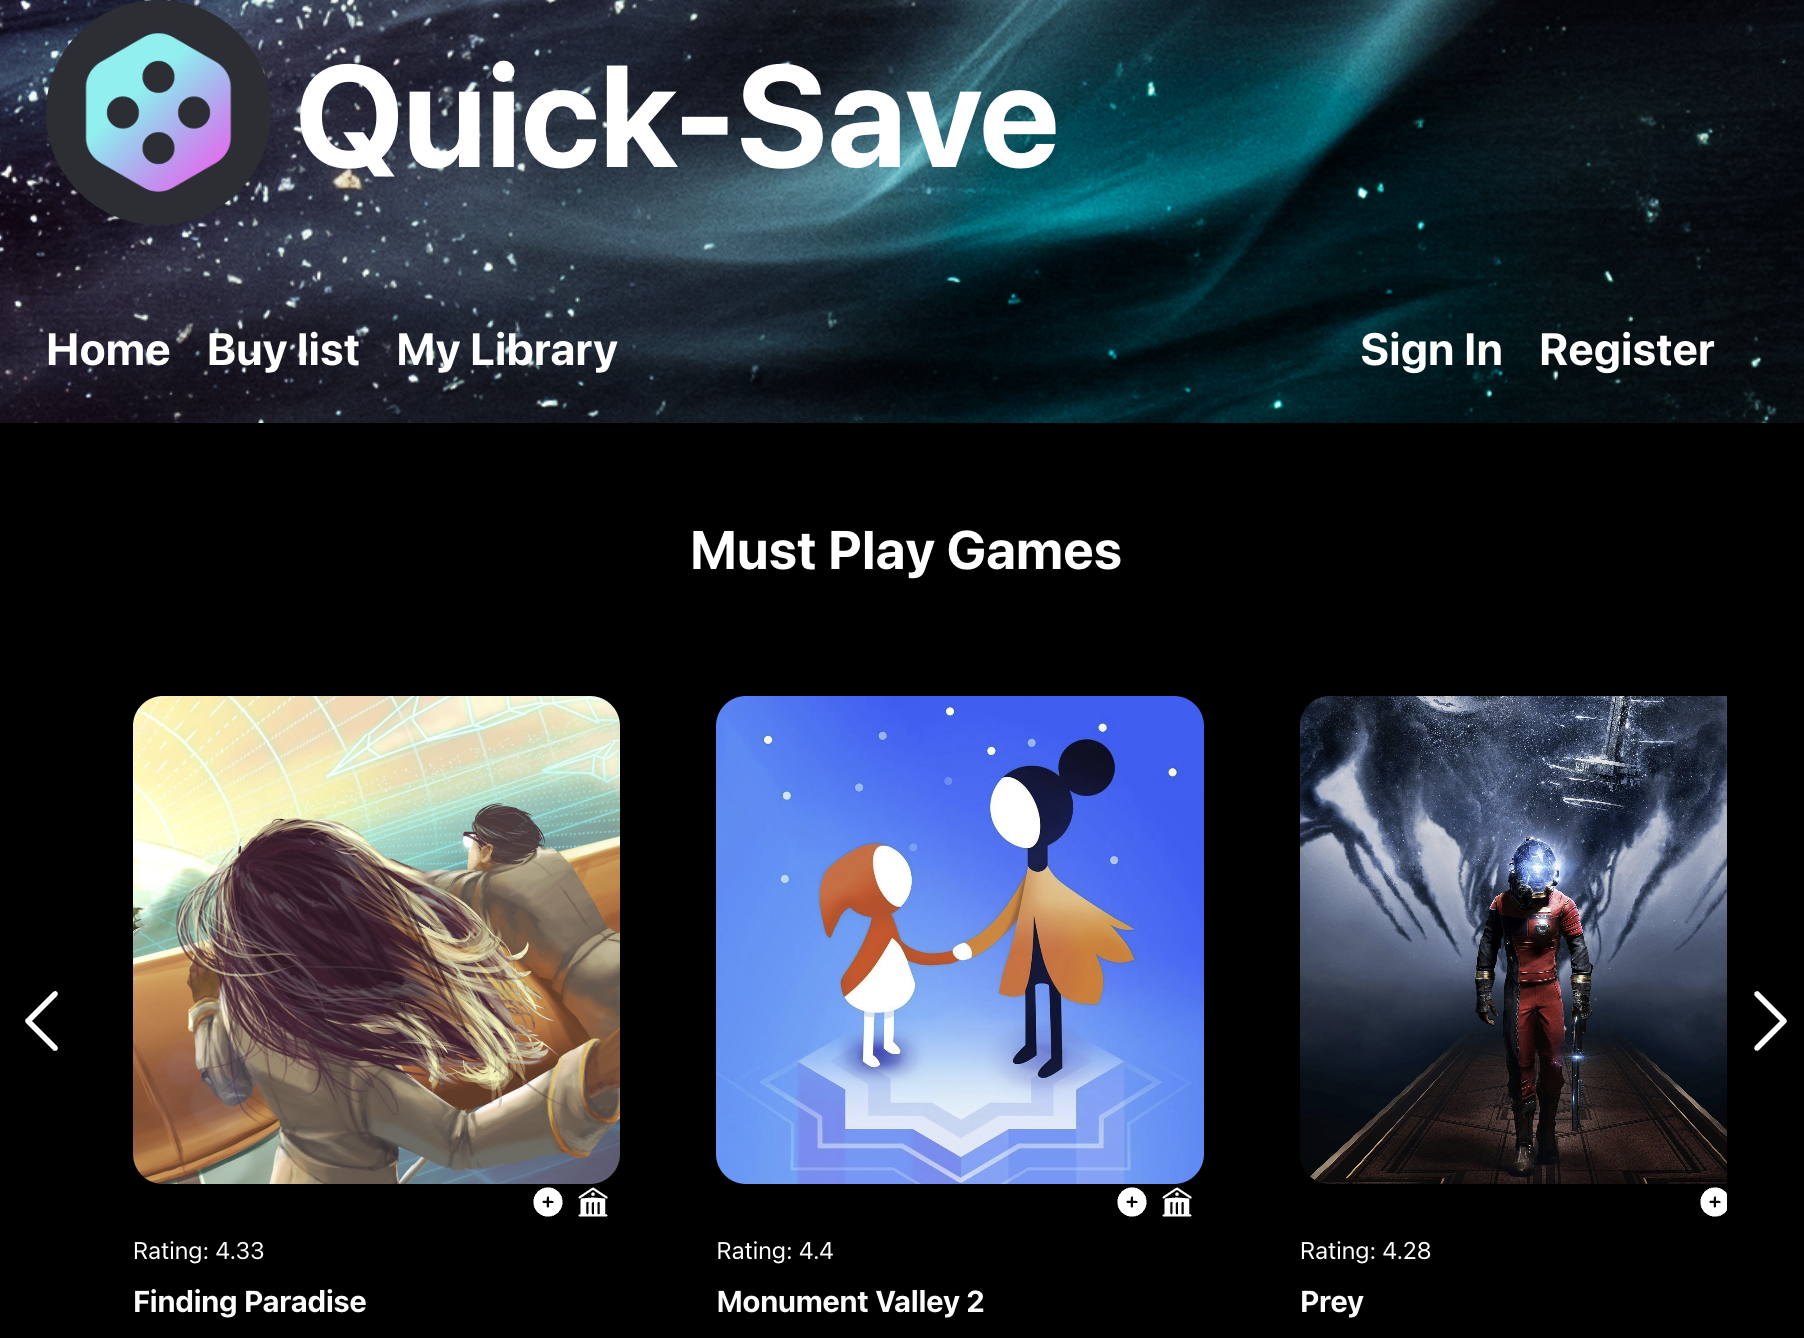 Quick-Save
Home Buy list My Library Sign In Register
Must Play Games
Rating: 4.33
Finding Paradise
Rating: 4.4
Monument Valley 2
Rating: 4.28
Prey